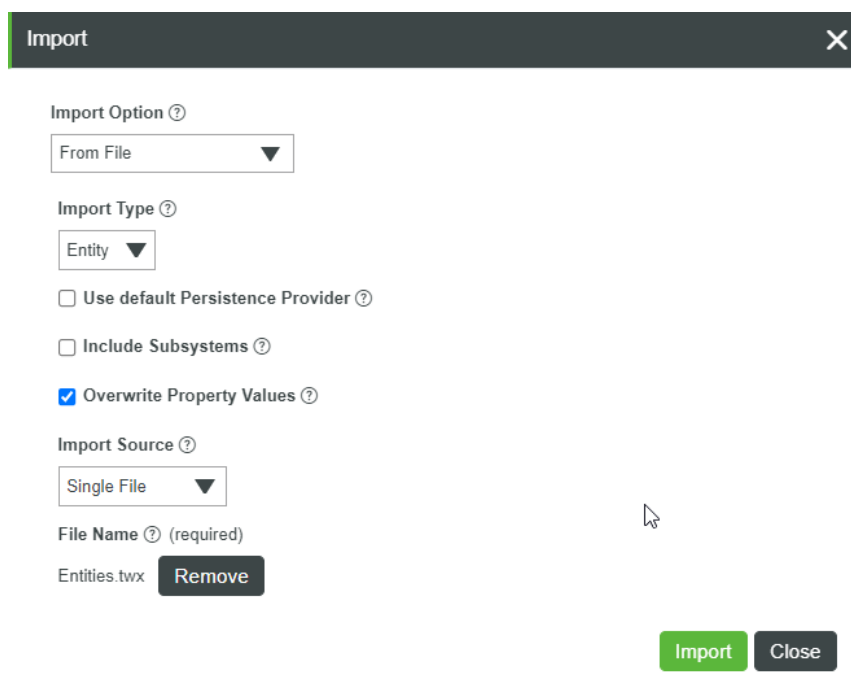 Import
Import Option ?
From File
Import Type ?
Entity
Use default Persistence Provider ?
Include Subsystems ?
Overwrite Property Values ?
Import Source ?
Single File
File Name ? (required)
Entities.twx Remove
Import Close